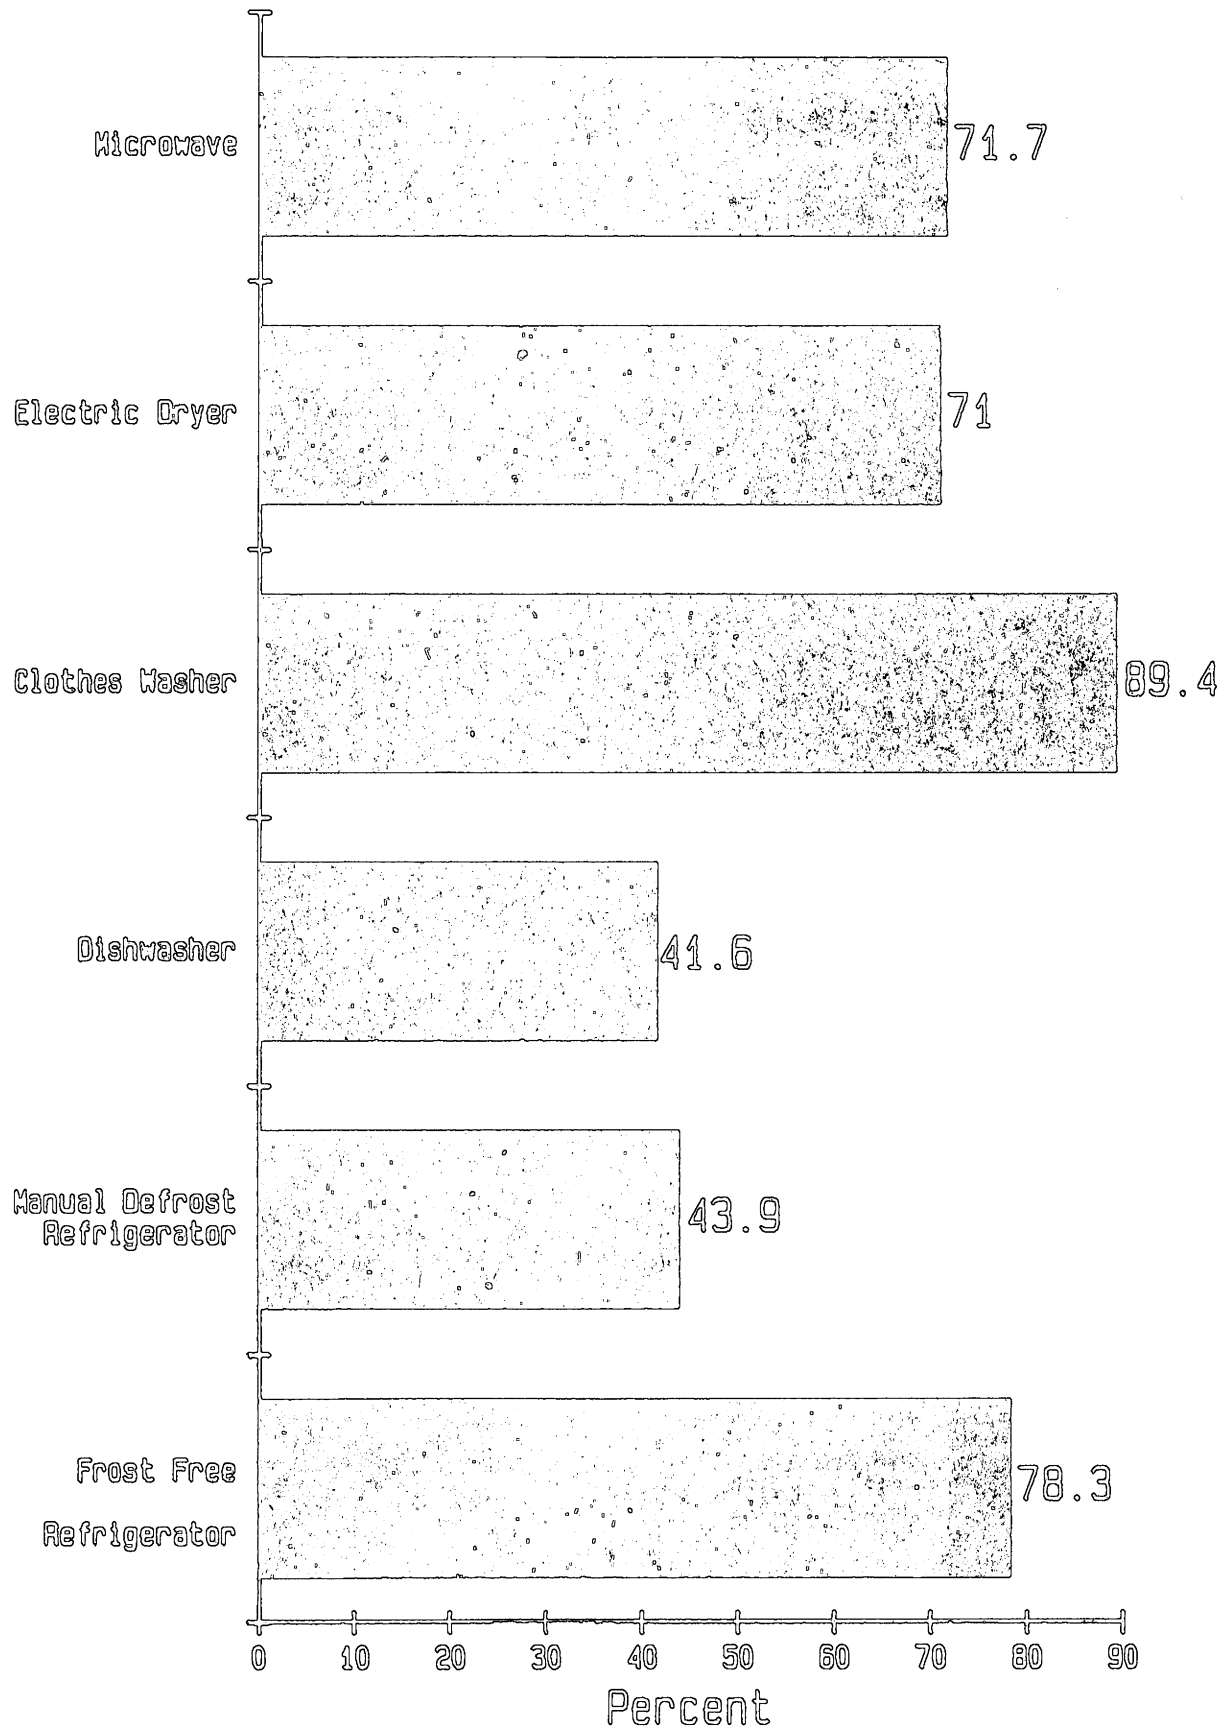 Microwave
71.7
Electric Dryer
71
Clothes Washer
89.4
Dishwasher
41.6
Manual Defrost
Refrigerator
43.9
Frost Free
Refrigerator
78.3
0 10 20 30 40 50 60 70 80 90
Percent